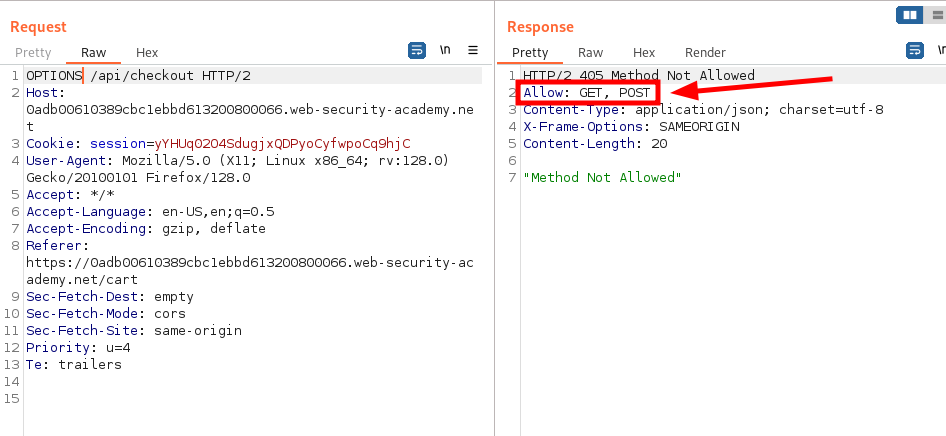 Request
Pretty Raw Hex
\n
1 OPTIONS /api/checkout HTTP/2
2 Host:
0adb00610389cbc1ebbd613200800066.web-security-academy.ne
t
3 Cookie: session=yYHUq02O4SdugjxQDPyoCyfwpoCq9hjC
4 User-Agent: Mozilla/5.0 (X11; Linux x86_64; rv:128.0)
Gecko/20100101 Firefox/128.0
5 Accept: */*
6 Accept-Language: en-US,en;q=0.5
7 Accept-Encoding: gzip, deflate
8 Referer:
https://0adb00610389cbc1ebbd613200800066.web-security-ac
ademy.net/cart
9 Sec-Fetch-Dest: empty
10 Sec-Fetch-Mode: cors
11 Sec-Fetch-Site: same-origin
12 Priority: u=4
13 Te: trailers
14
15
Response
Pretty Raw Hex Render
\n
1 HTTP/2 405 Method Not Allowed
2 Allow: GET, POST
3 Content-Type: application/json; charset=utf-8
4 X-Frame-Options: SAMEORIGIN
5 Content-Length: 20
6
7 "Method Not Allowed"